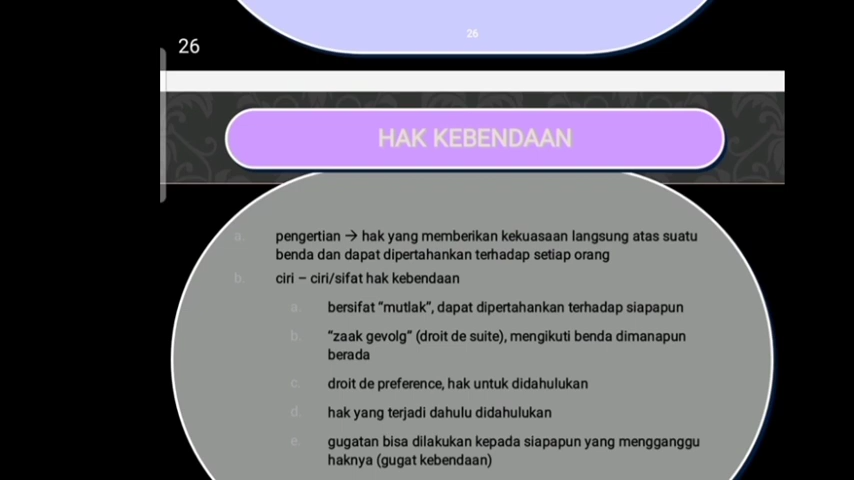 26
26
HAK KEBENDAAN
a. pengertian → hak yang memberikan kekuasaan langsung atas suatu
benda dan dapat dipertahankan terhadap setiap orang
b. ciri – ciri/sifat hak kebendaan
a. bersifat “mutlak”, dapat dipertahankan terhadap siapapun
b. “zaak gevolg” (droit de suite), mengikuti benda dimanapun
berada
c. droit de preference, hak untuk didahulukan
d. hak yang terjadi dahulu didahulukan
e. gugatan bisa dilakukan kepada siapapun yang mengganggu
haknya (gugat kebendaan)